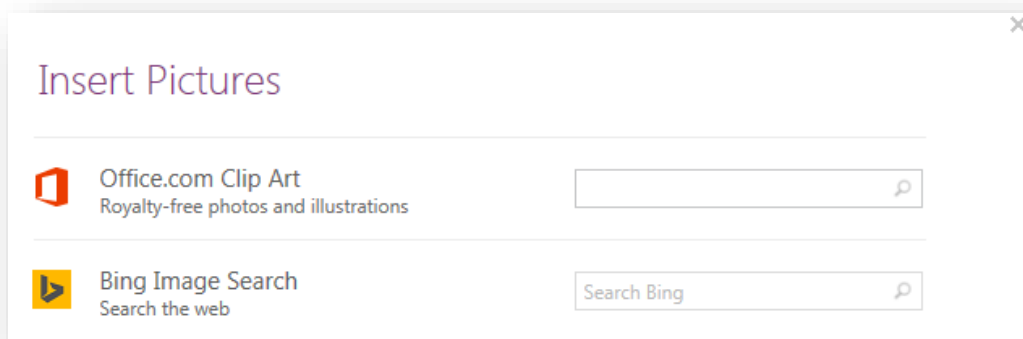 Insert Pictures
Office.com Clip Art
Royalty-free photos and illustrations
Bing Image Search
Search the web
Search Bing